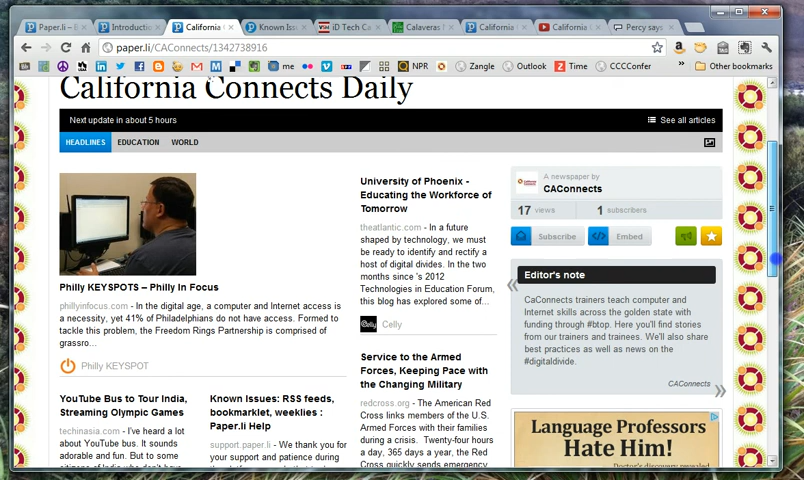 Paper.li – E
Introductio
California C
Known Issu
iD Tech Ca
Calaveras
California C
California C
Percy says
paper.li/CAConnects/1342738916
me
NPR
Zangle
Outlook
Time
CCCConfer
Other bookmarks
California Connects Daily
Next update in about 5 hours
See all articles
HEADLINES EDUCATION WORLD
Philly KEYSPOTS – Philly In Focus
phillyinfocus.com - In the digital age, a computer and Internet access is
a necessity, yet 41% of Philadelphians do not have access. Formed to
tackle this problem, the Freedom Rings Partnership is comprised of
grassro...
Philly KEYSPOT
YouTube Bus to Tour India,
Streaming Olympic Games
techinasia.com - I've heard a lot
about YouTube bus. It sounds
adorable and fun. But to some
Known Issues: RSS feeds,
bookmarklet, weeklies :
Paper.li Help
support.paper.li - We thank you for
your support and patience during
University of Phoenix -
Educating the Workforce of
Tomorrow
theatlantic.com - In a future
shaped by technology, we must
be ready to identify and rectify a
host of digital divides. In the two
months since 's 2012
Technologies in Education Forum,
this blog has explored some of...
Celly
Celly
Service to the Armed
Forces, Keeping Pace with
the Changing Military
redcross.org - The American Red
Cross links members of the U.S.
Armed Forces with their families
during a crisis. Twenty-four hours
a day, 365 days a year, the Red
Cross quickly sends emergency
A newspaper by
CAConnects
17 views
1 subscribers
Subscribe
Embed
Editor's note
CaConnects trainers teach computer and
Internet skills across the golden state with
funding through #btop. Here you'll find stories
from our trainers and trainees. We'll also share
best practices as well as news on the
#digitaldivide.
CAConnects
Language Professors
Hate Him!
Doctor's discovery revealed